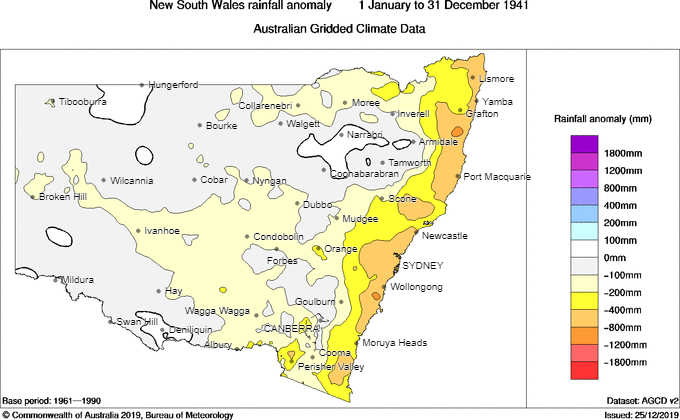 New South Wales rainfall anomaly 1 January to 31 December 1941
Australian Gridded Climate Data
Hungerford
Tibooburra
Collarenebri
Moree
Lismore
Yamba
Inverell
Grafton
Bourke
Walgett
Narrabri
Armidale
Tamworth
Coonabarabran
Port Macquarie
Wilcannia
Cobar
Nyngan
Broken Hill
Dubbo
Scone
Mudgee
Ivanhoe
Condobolin
Newcastle
Orange
Forbes
SYDNEY
Mildura
Hay
Wollongong
Goulburn
Wagga Wagga
Swan Hill
Deniliquin
CANBERRA
Albury
Moruya Heads
Cooma
Perisher Valley
Rainfall anomaly (mm)
1800mm
1200mm
800mm
400mm
200mm
100mm
0mm
−100mm
−200mm
−400mm
−800mm
−1200mm
−1800mm
Base period: 1961—1990
Dataset: AGCD v2
© Commonwealth of Australia 2019, Bureau of Meteorology
Issued: 25/12/2019